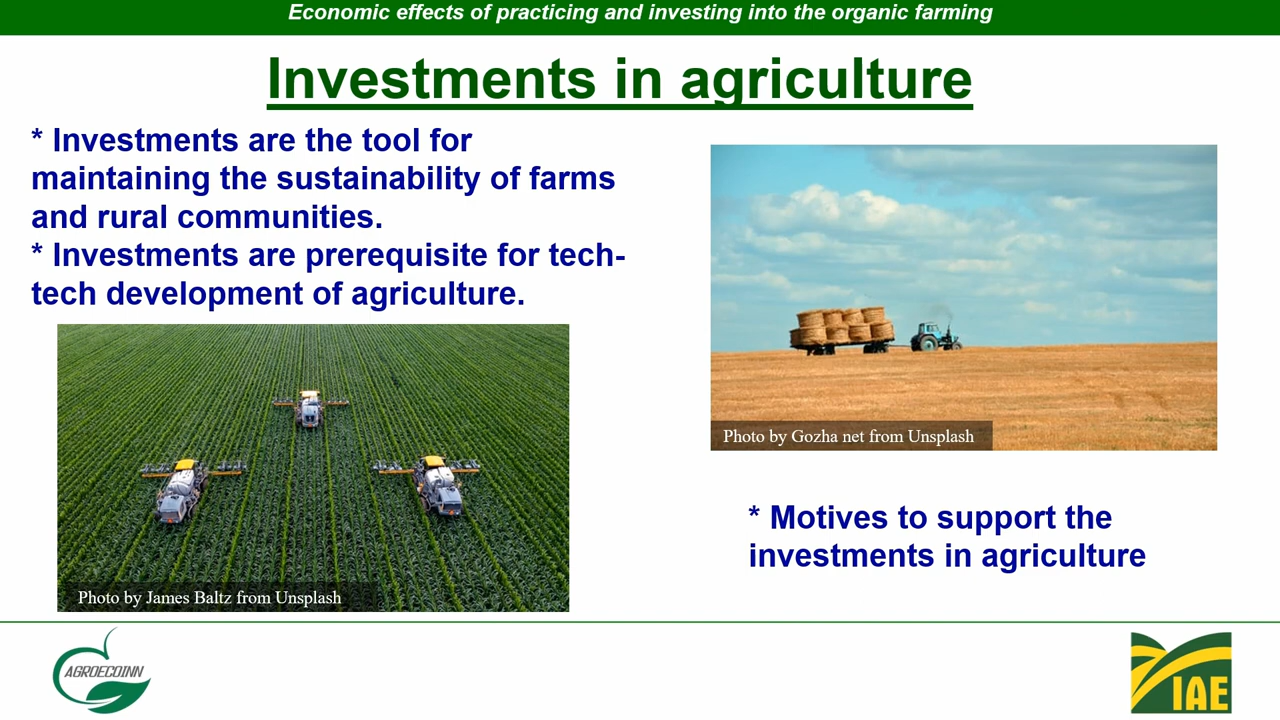 Economic effects of practicing and investing into the organic farming
Investments in agriculture
* Investments are the tool for
maintaining the sustainability of farms
and rural communities.
* Investments are prerequisite for tech-
tech development of agriculture.
Photo by James Baltz from Unsplash
Photo by Gozha net from Unsplash
* Motives to support the
investments in agriculture
AGROECOINN
IAE